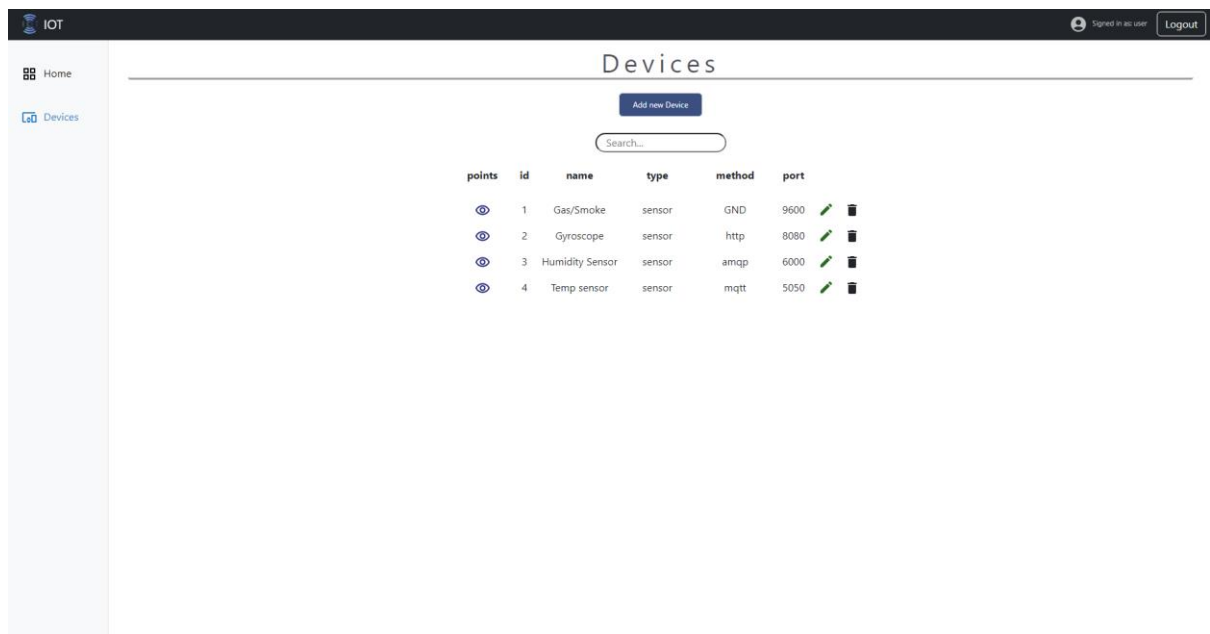 IOT
Signed in as: user
Logout
Home
Devices
Devices
Add new Device
Search...
points id name type method port
1 Gas/Smoke sensor GND 9600
2 Gyroscope sensor http 8080
3 Humidity Sensor sensor amqp 6000
4 Temp sensor sensor mqtt 5050